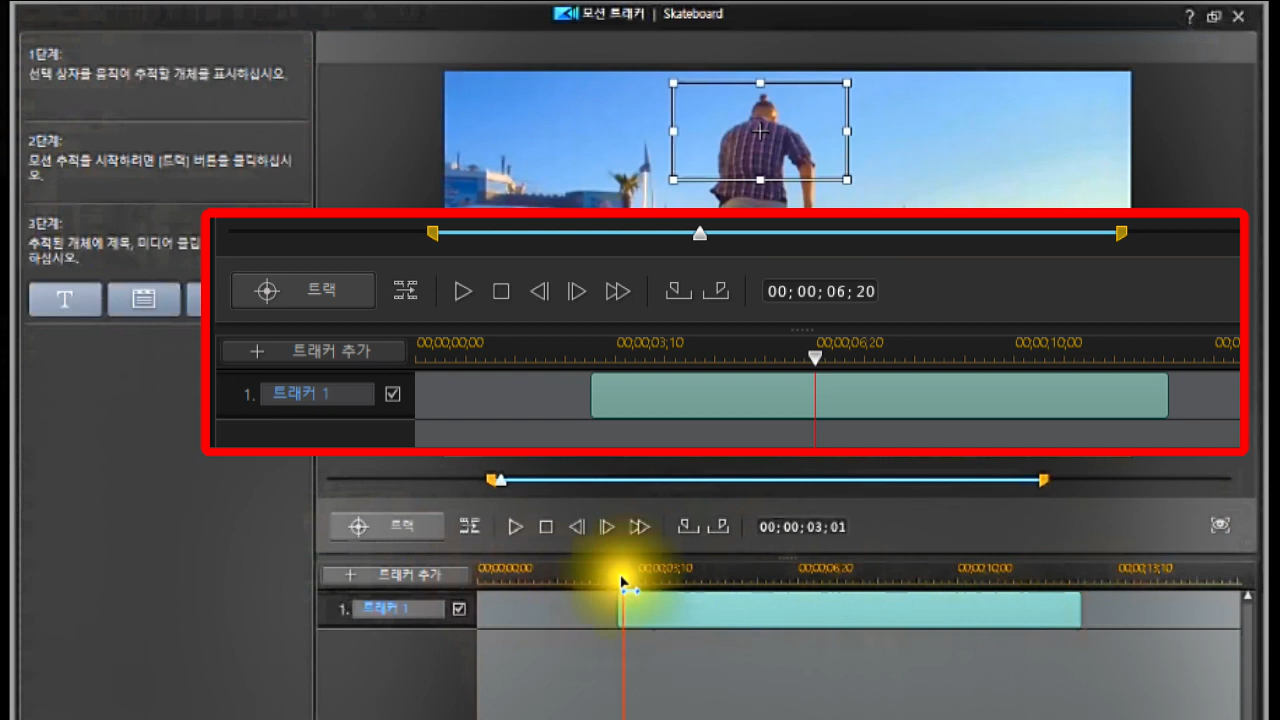 모션 트래커 | Skateboard
?
1단계:
선택 상자를 움직여 추적할 개체를 표시하십시오.
2단계:
모션 추적을 시작하려면 [트랙] 버튼을 클릭하십시
오.
3단계:
추적된 개체에 제목, 미디어 클립
하십시오.
T
트랙
00; 00; 06; 20
+ 트래커 추가
00;00;00;00 00;00;03;10 00;00;06;20 00;00;10;00
1. 트래커 1
트랙
00; 00; 03; 01
+ 트래커 추가
00;00;00;00 00;00;03;10 00;00;06;20 00;00;10;00 00;00;13;10
1. 트래커 1